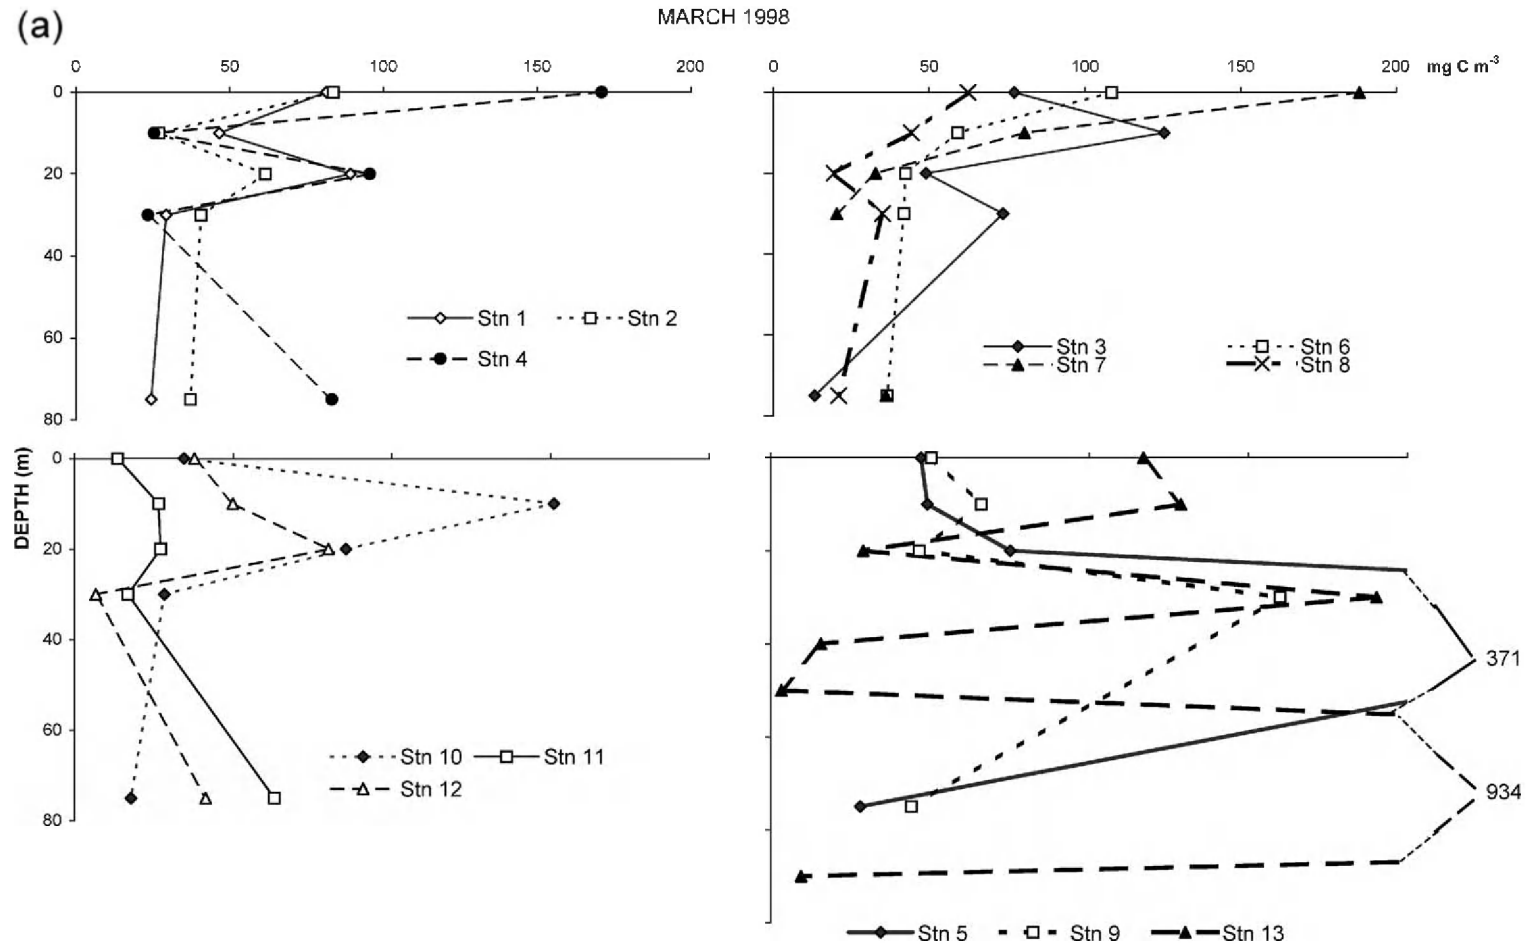 (a)
MARCH 1998
0 50 100 150 200
0 50 100 150 200 mg C m⁻³
0
20
40
60
80
Stn 1 Stn 2
Stn 4
Stn 3 Stn 6
Stn 7 Stn 8
DEPTH (m)
0
20
40
60
80
Stn 10 Stn 11
Stn 12
371
934
Stn 5 Stn 9 Stn 13